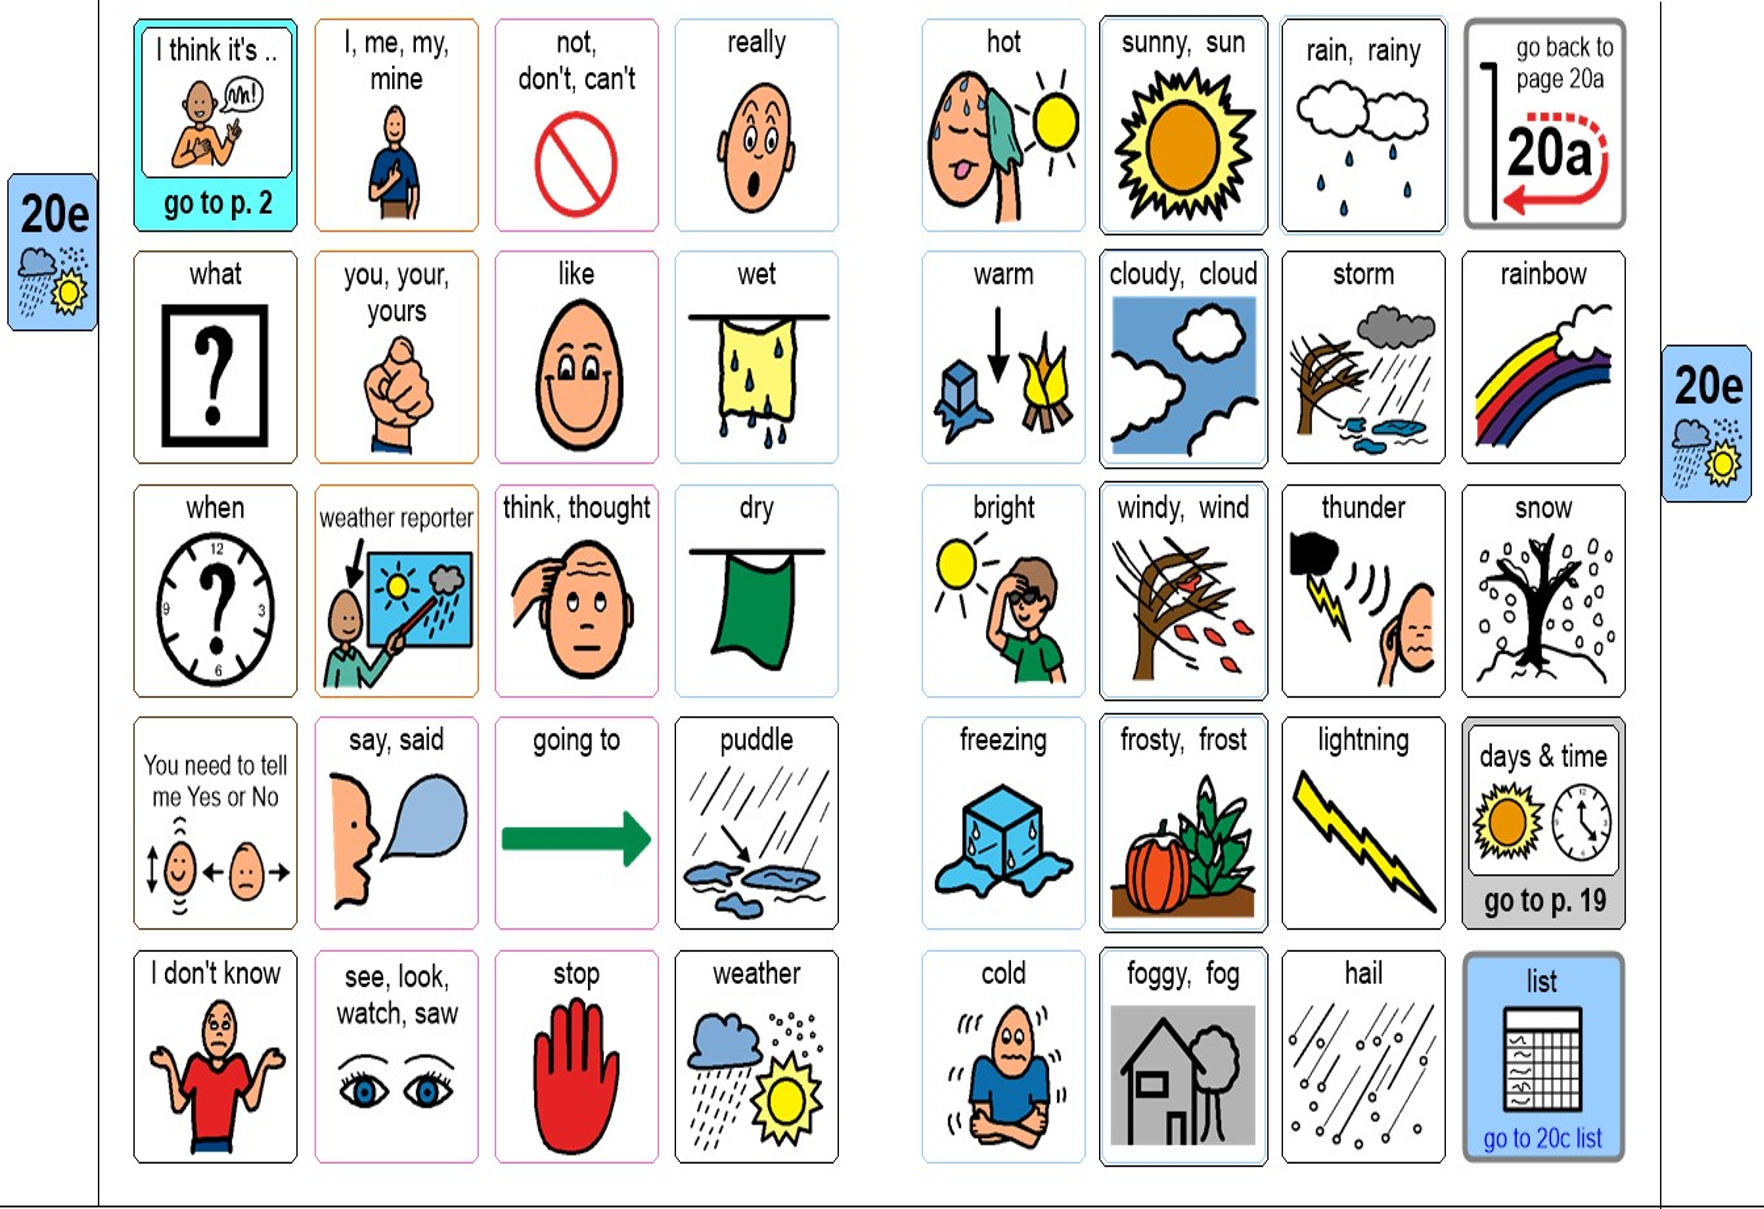 20e
I think it's ..
go to p. 2
I, me, my,
mine
not,
don't, can't
really
hot
sunny, sun
rain, rainy
go back to
page 20a
20a
what
?
you, your,
yours
like
wet
warm
cloudy, cloud
storm
rainbow
20e
when
12
3
6
9
?
weather reporter
think, thought
dry
bright
windy, wind
thunder
snow
You need to tell
me Yes or No
say, said
going to
puddle
freezing
frosty, frost
lightning
days & time
go to p. 19
I don't know
see, look,
watch, saw
stop
weather
cold
foggy, fog
hail
list
go to 20c list